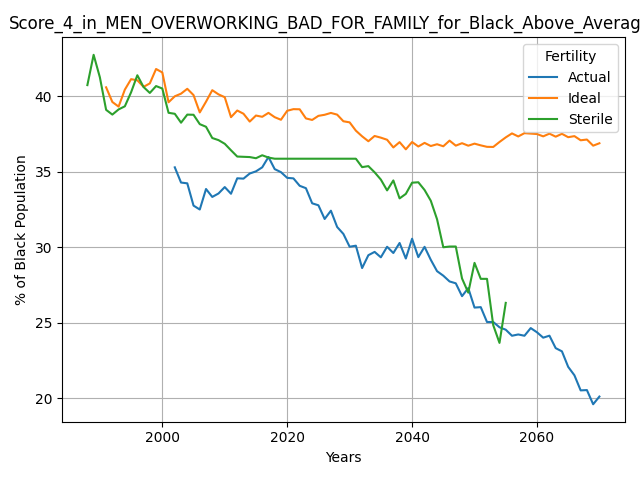 Score_4_in_MEN_OVERWORKING_BAD_FOR_FAMILY_for_Black_Above_Averag
Fertility
Actual
Ideal
Sterile
% of Black Population
40
35
30
25
20
2000 2020 2040 2060
Years